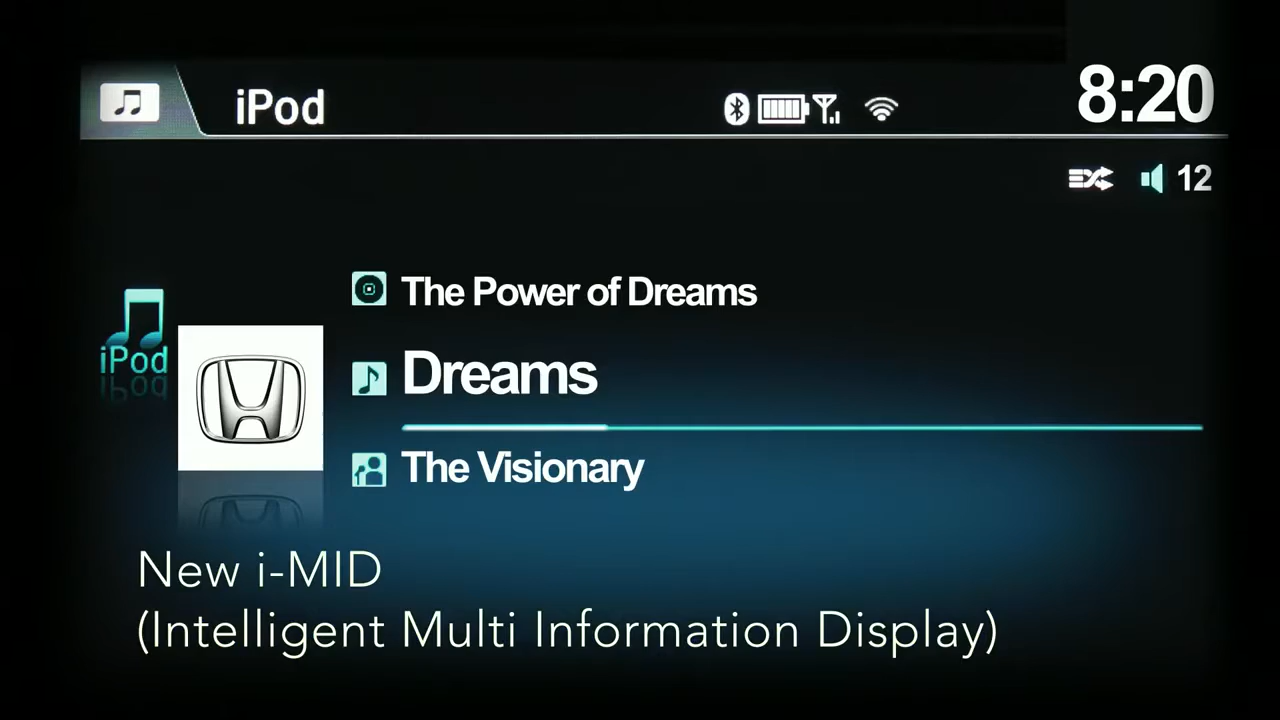 iPod
8:20
12
The Power of Dreams
iPod
Dreams
The Visionary
New i-MID
(Intelligent Multi Information Display)